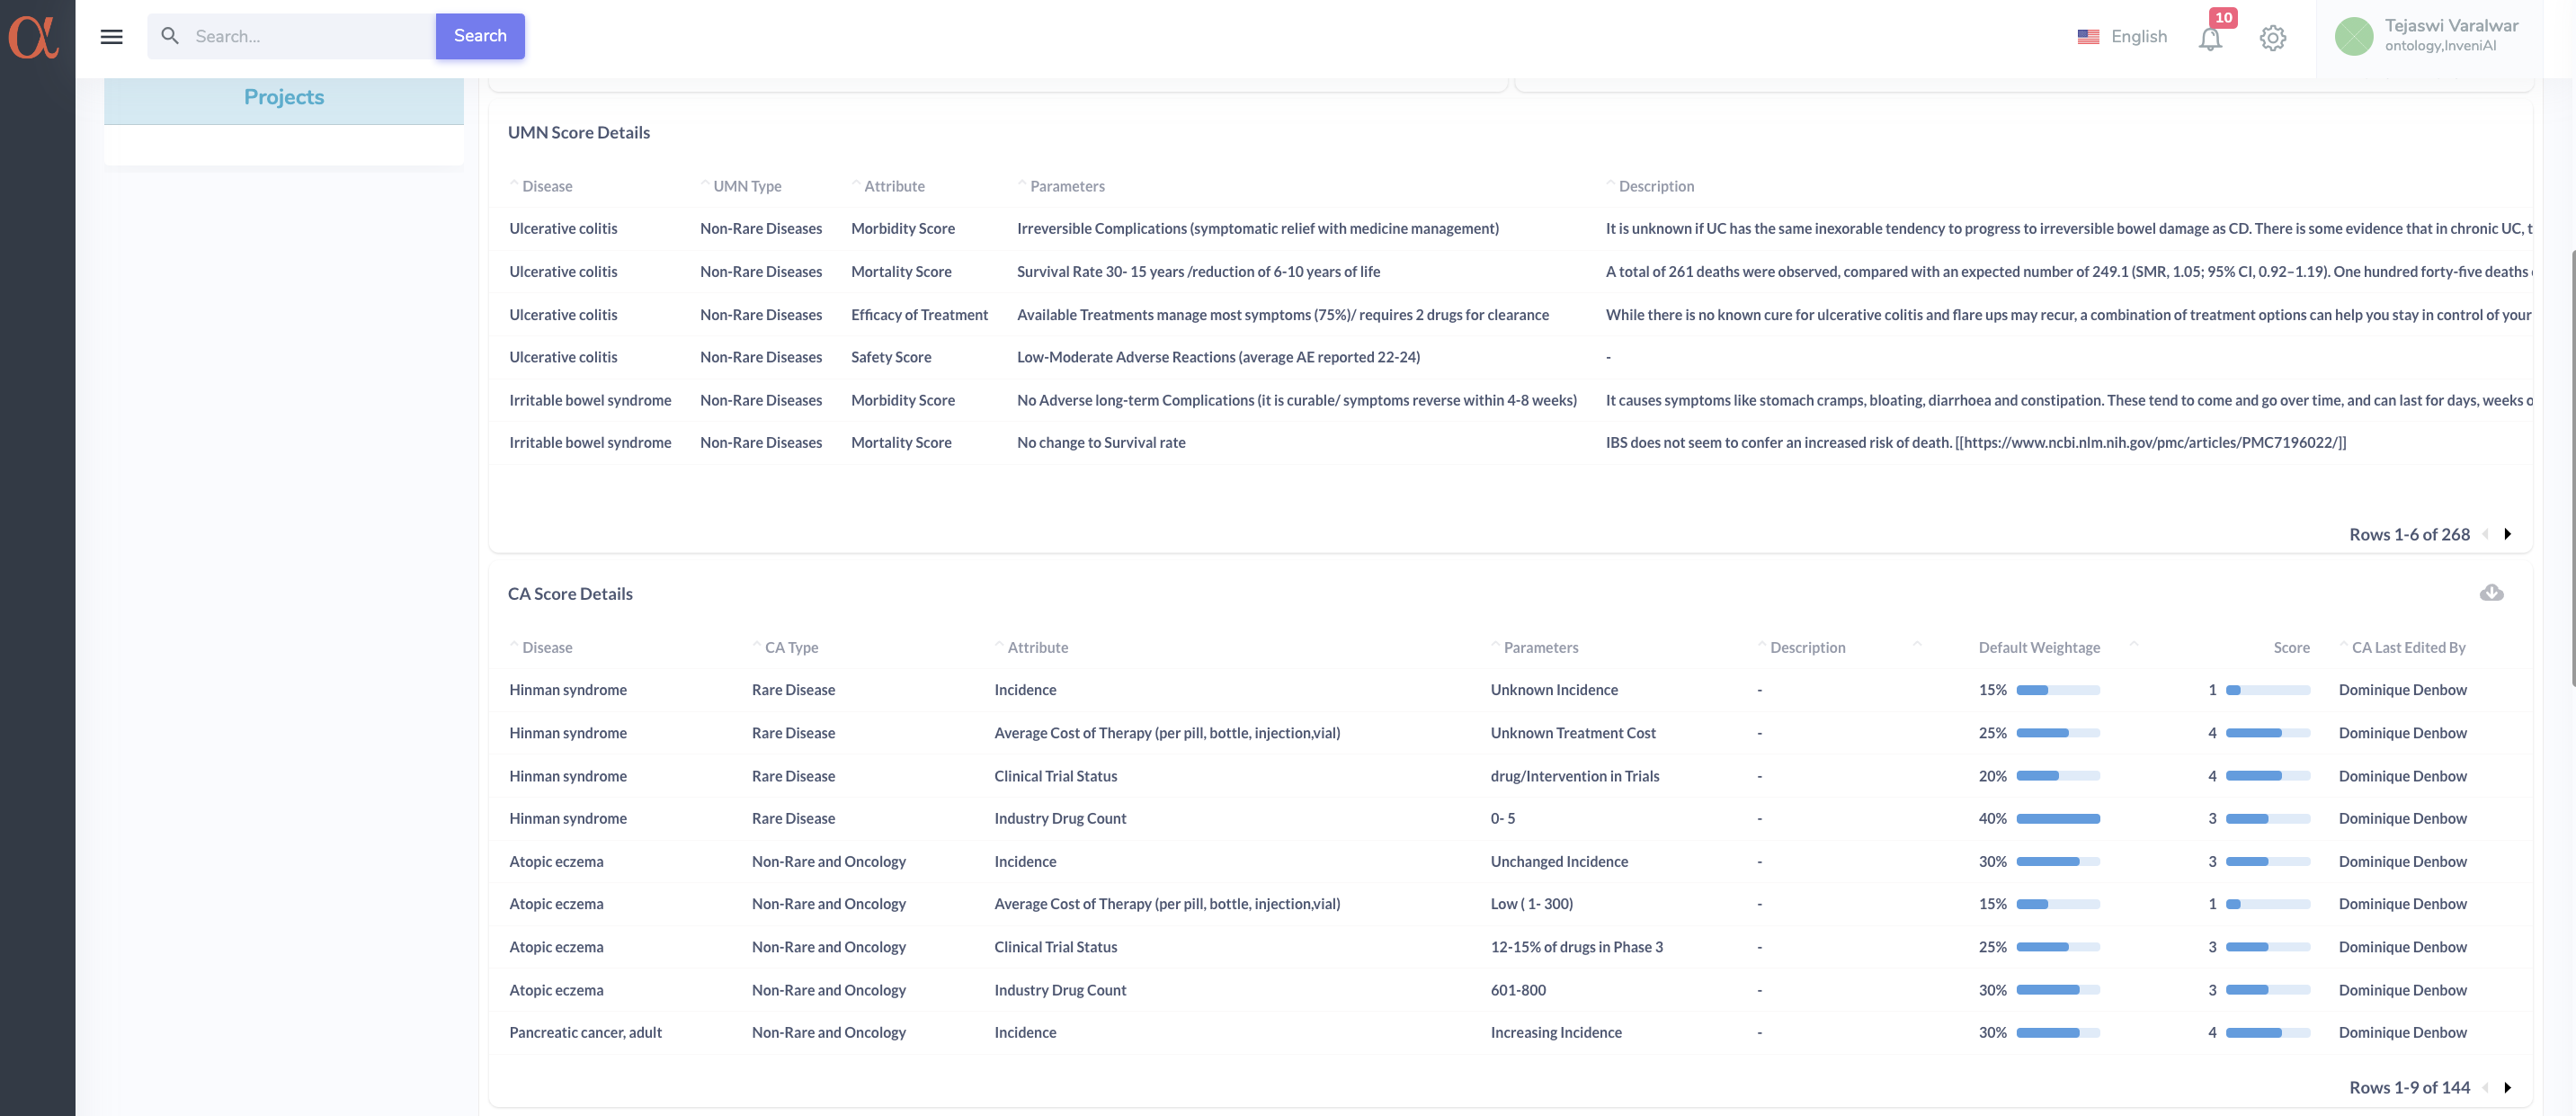 α
Search...
Search
English
10
Tejaswi Varalwar
ontology,InveniAI
Projects
UMN Score Details
Disease UMN Type Attribute Parameters Description
Ulcerative colitis Non-Rare Diseases Morbidity Score Irreversible Complications (symptomatic relief with medicine management) It is unknown if UC has the same inexorable tendency to progress to irreversible bowel damage as CD. There is some evidence that in chronic UC, t
Ulcerative colitis Non-Rare Diseases Mortality Score Survival Rate 30- 15 years /reduction of 6-10 years of life A total of 261 deaths were observed, compared with an expected number of 249.1 (SMR, 1.05; 95% CI, 0.92–1.19). One hundred forty-five deaths
Ulcerative colitis Non-Rare Diseases Efficacy of Treatment Available Treatments manage most symptoms (75%)/ requires 2 drugs for clearance While there is no known cure for ulcerative colitis and flare ups may recur, a combination of treatment options can help you stay in control of your
Ulcerative colitis Non-Rare Diseases Safety Score Low-Moderate Adverse Reactions (average AE reported 22-24) -
Irritable bowel syndrome Non-Rare Diseases Morbidity Score No Adverse long-term Complications (it is curable/ symptoms reverse within 4-8 weeks) It causes symptoms like stomach cramps, bloating, diarrhoea and constipation. These tend to come and go over time, and can last for days, weeks o
Irritable bowel syndrome Non-Rare Diseases Mortality Score No change to Survival rate IBS does not seem to confer an increased risk of death. [[https://www.ncbi.nlm.nih.gov/pmc/articles/PMC7196022/]]
Rows 1-6 of 268
CA Score Details
Disease CA Type Attribute Parameters Description Default Weightage Score CA Last Edited By
Hinman syndrome Rare Disease Incidence Unknown Incidence - 15% 1 Dominique Denbow
Hinman syndrome Rare Disease Average Cost of Therapy (per pill, bottle, injection,vial) Unknown Treatment Cost - 25% 4 Dominique Denbow
Hinman syndrome Rare Disease Clinical Trial Status drug/Intervention in Trials - 20% 4 Dominique Denbow
Hinman syndrome Rare Disease Industry Drug Count 0- 5 - 40% 3 Dominique Denbow
Atopic eczema Non-Rare and Oncology Incidence Unchanged Incidence - 30% 3 Dominique Denbow
Atopic eczema Non-Rare and Oncology Average Cost of Therapy (per pill, bottle, injection,vial) Low ( 1- 300) - 15% 1 Dominique Denbow
Atopic eczema Non-Rare and Oncology Clinical Trial Status 12-15% of drugs in Phase 3 - 25% 3 Dominique Denbow
Atopic eczema Non-Rare and Oncology Industry Drug Count 601-800 - 30% 3 Dominique Denbow
Pancreatic cancer, adult Non-Rare and Oncology Incidence Increasing Incidence - 30% 4 Dominique Denbow
Rows 1-9 of 144